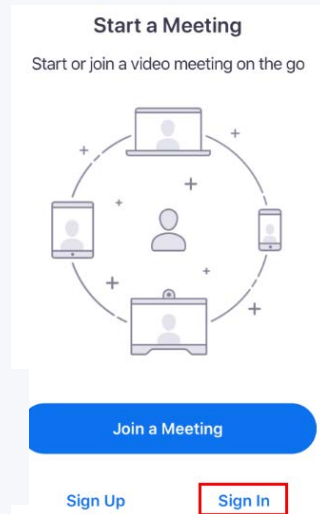 Start a Meeting
Start or join a video meeting on the go
Join a Meeting
Sign Up
Sign In